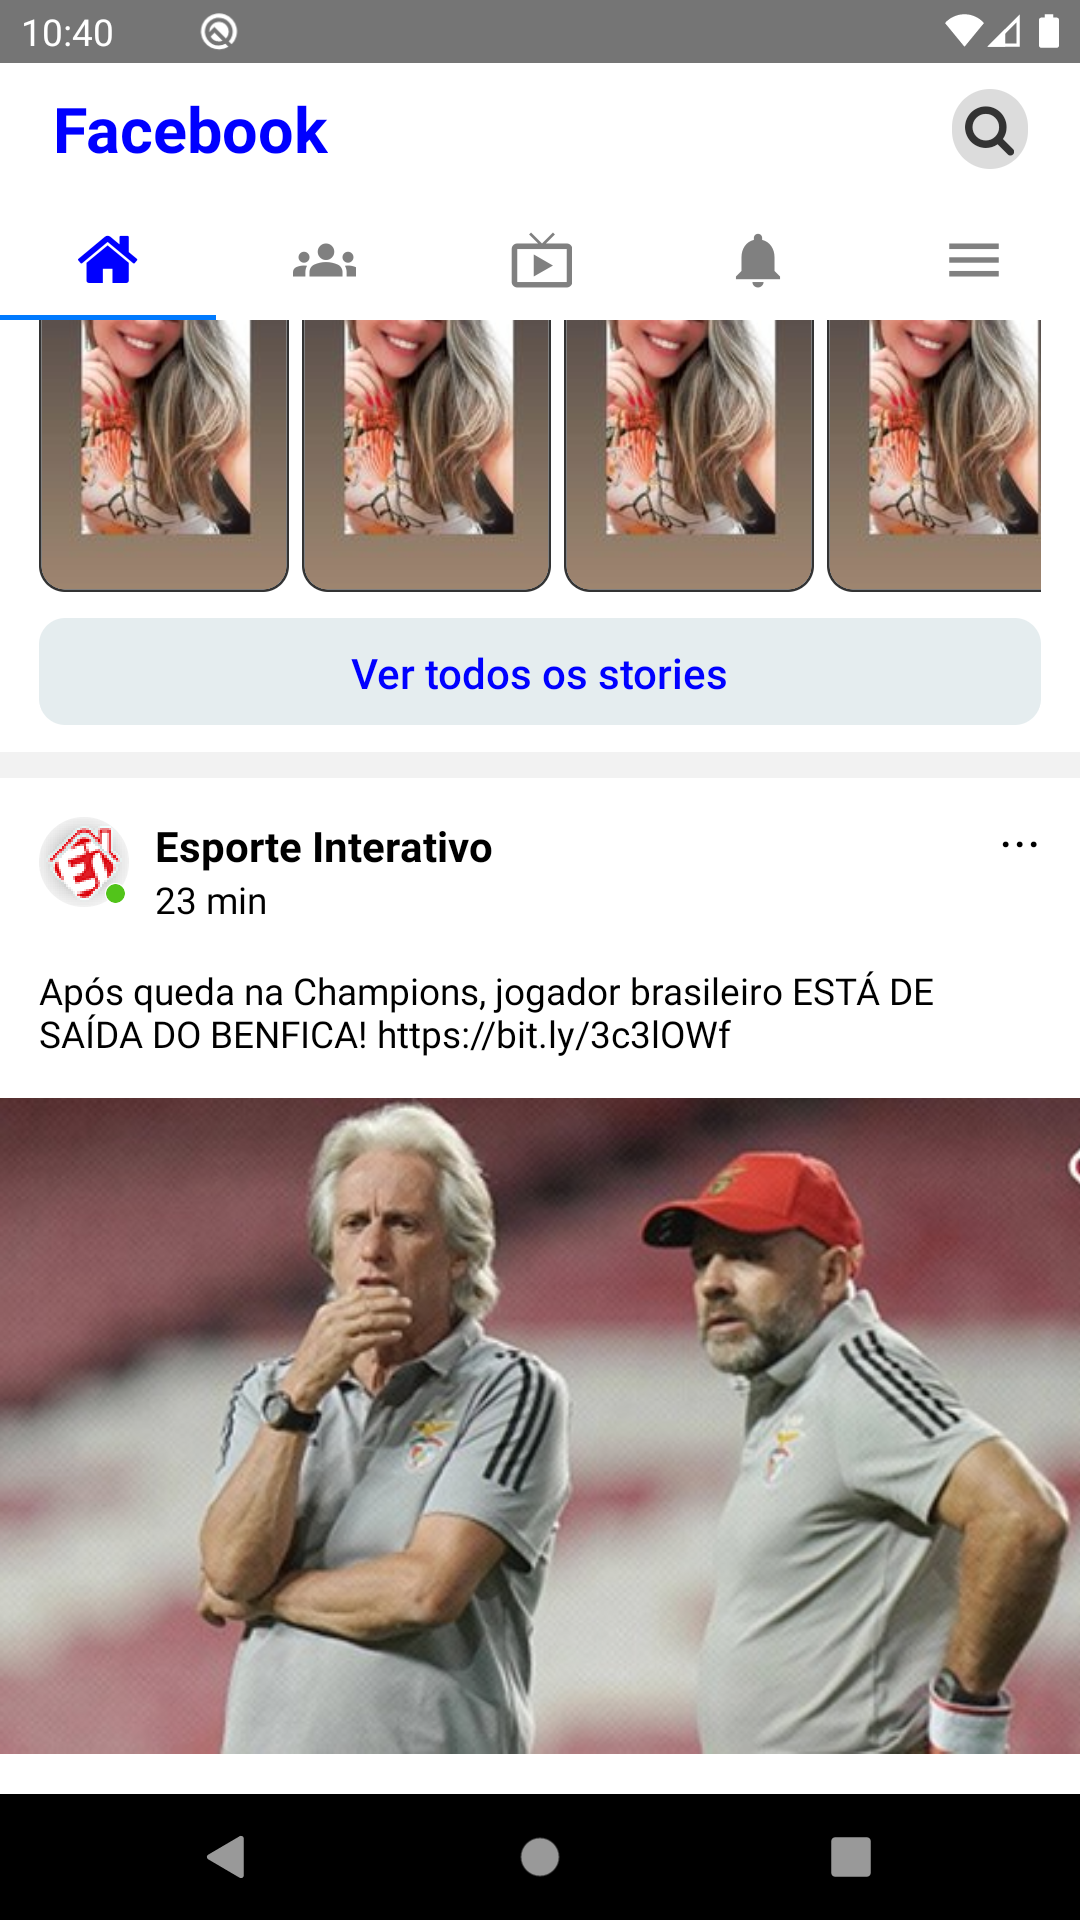 10:40
Facebook
Ver todos os stories
Esporte Interativo
23 min
Após queda na Champions, jogador brasileiro ESTÁ DE
SAÍDA DO BENFICA! https://bit.ly/3c3lOWf